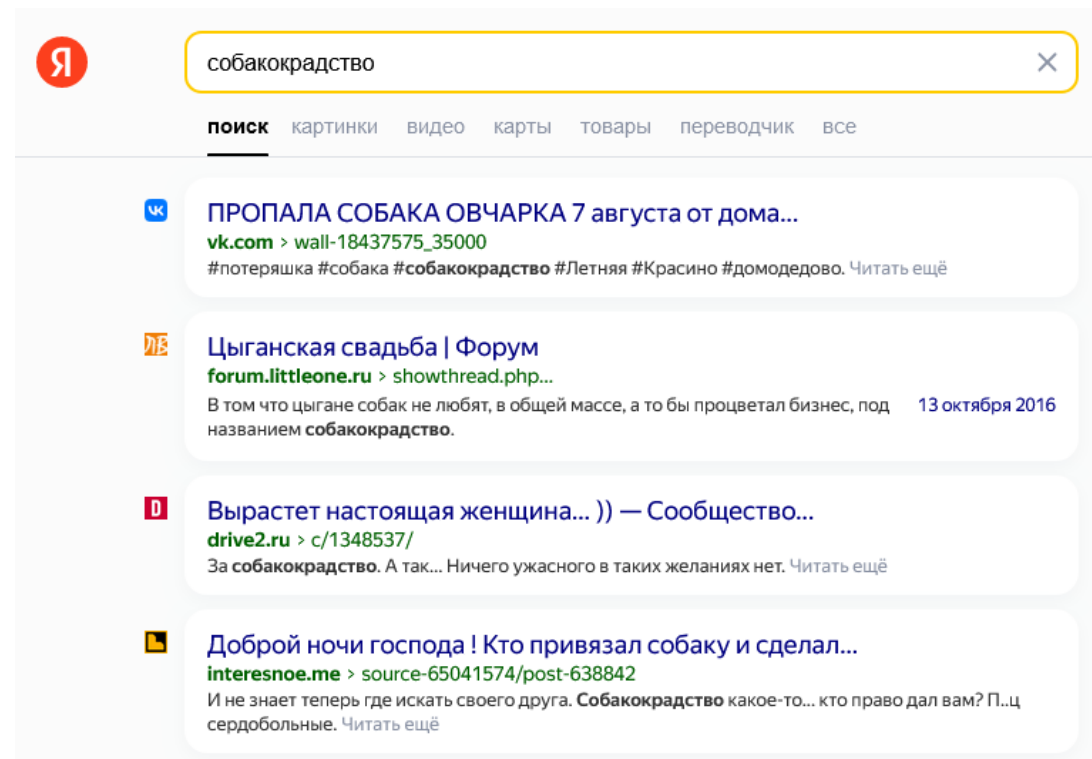 Я
собакокрадство
поиск картинки видео карты товары переводчик все
ПРОПАЛА СОБАКА ОВЧАРКА 7 августа от дома...
vk.com > wall-18437575_35000
#потеряшка #собака #собакокрадство #Летняя #Красино #домодедово. Читать ещё
Цыганская свадьба | Форум
forum.littleone.ru > showthread.php...
В том что цыгане собак не любят, в общей массе, а то бы процветал бизнес, под 13 октября 2016
названием собакокрадство.
D
Вырастет настоящая женщина... )) — Сообщество...
drive2.ru > c/1348537/
За собакокрадство. А так... Ничего ужасного в таких желаниях нет. Читать ещё
Доброй ночи господа ! Кто привязал собаку и сделал...
interesnoe.me > source-65041574/post-638842
И не знает теперь где искать своего друга. Собакокрадство какое-то... кто право дал вам? П..ц
сердобольные. Читать ещё